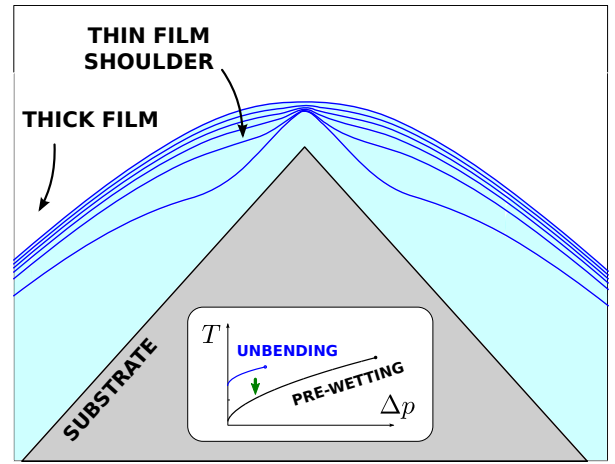 THIN FILM
SHOULDER
THICK FILM
SUBSTRATE
T
UNBENDING
PRE-WETTING
Δp